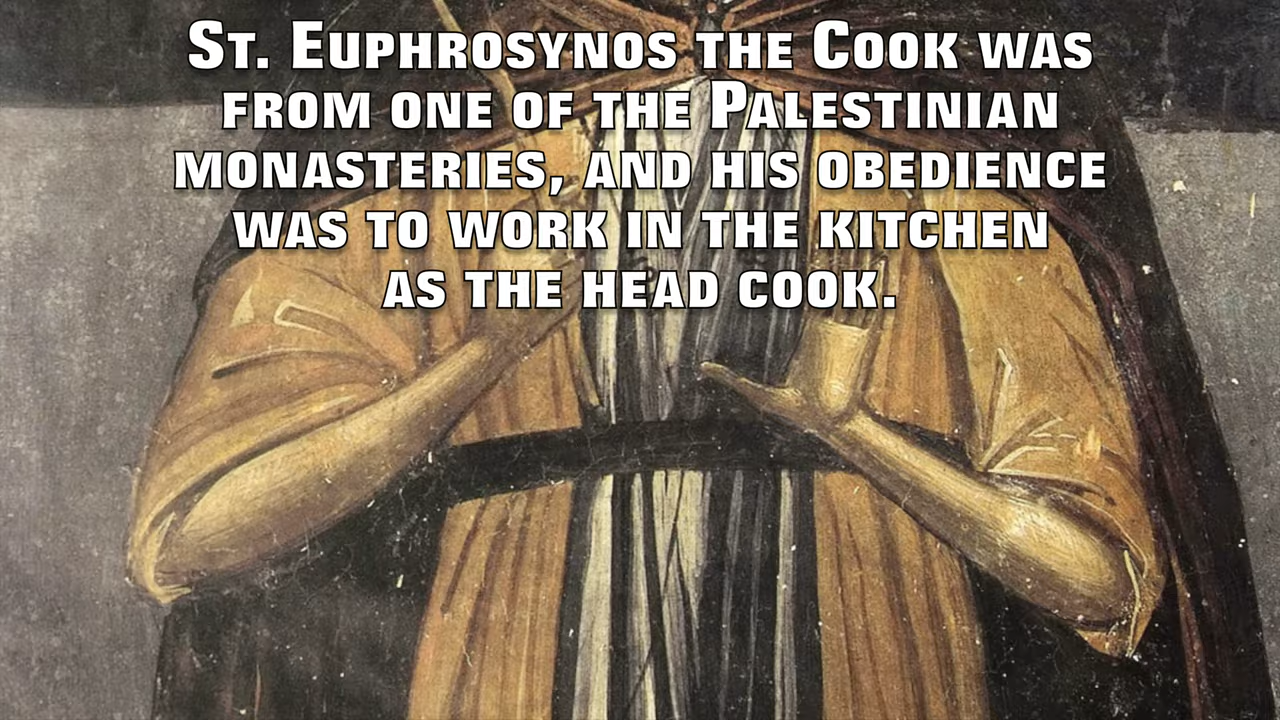 St. Euphrosynos the Cook was
from one of the Palestinian
monasteries, and his obedience
was to work in the kitchen
as the head cook.